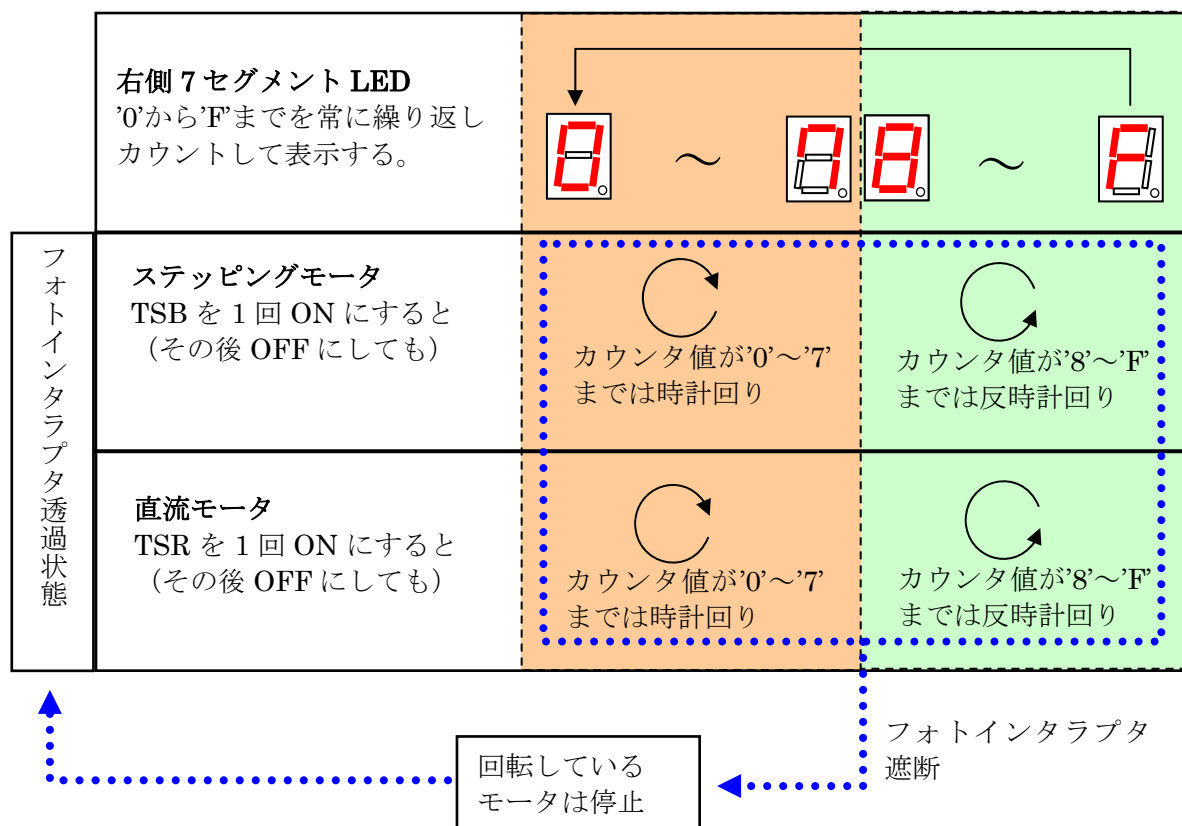 右側 7 セグメント LED
'0'から'F'までを常に繰り返し
カウントして表示する。
0 ～ 7 8 ～ F
フォトインタラプタ透過状態
ステッピングモータ
TSB を 1 回 ON にすると
（その後 OFF にしても）
カウンタ値が'0'～'7'
までは時計回り
カウンタ値が'8'～'F'
までは反時計回り
直流モータ
TSR を 1 回 ON にすると
（その後 OFF にしても）
カウンタ値が'0'～'7'
までは時計回り
カウンタ値が'8'～'F'
までは反時計回り
フォトインタラプタ
遮断
回転している
モータは停止